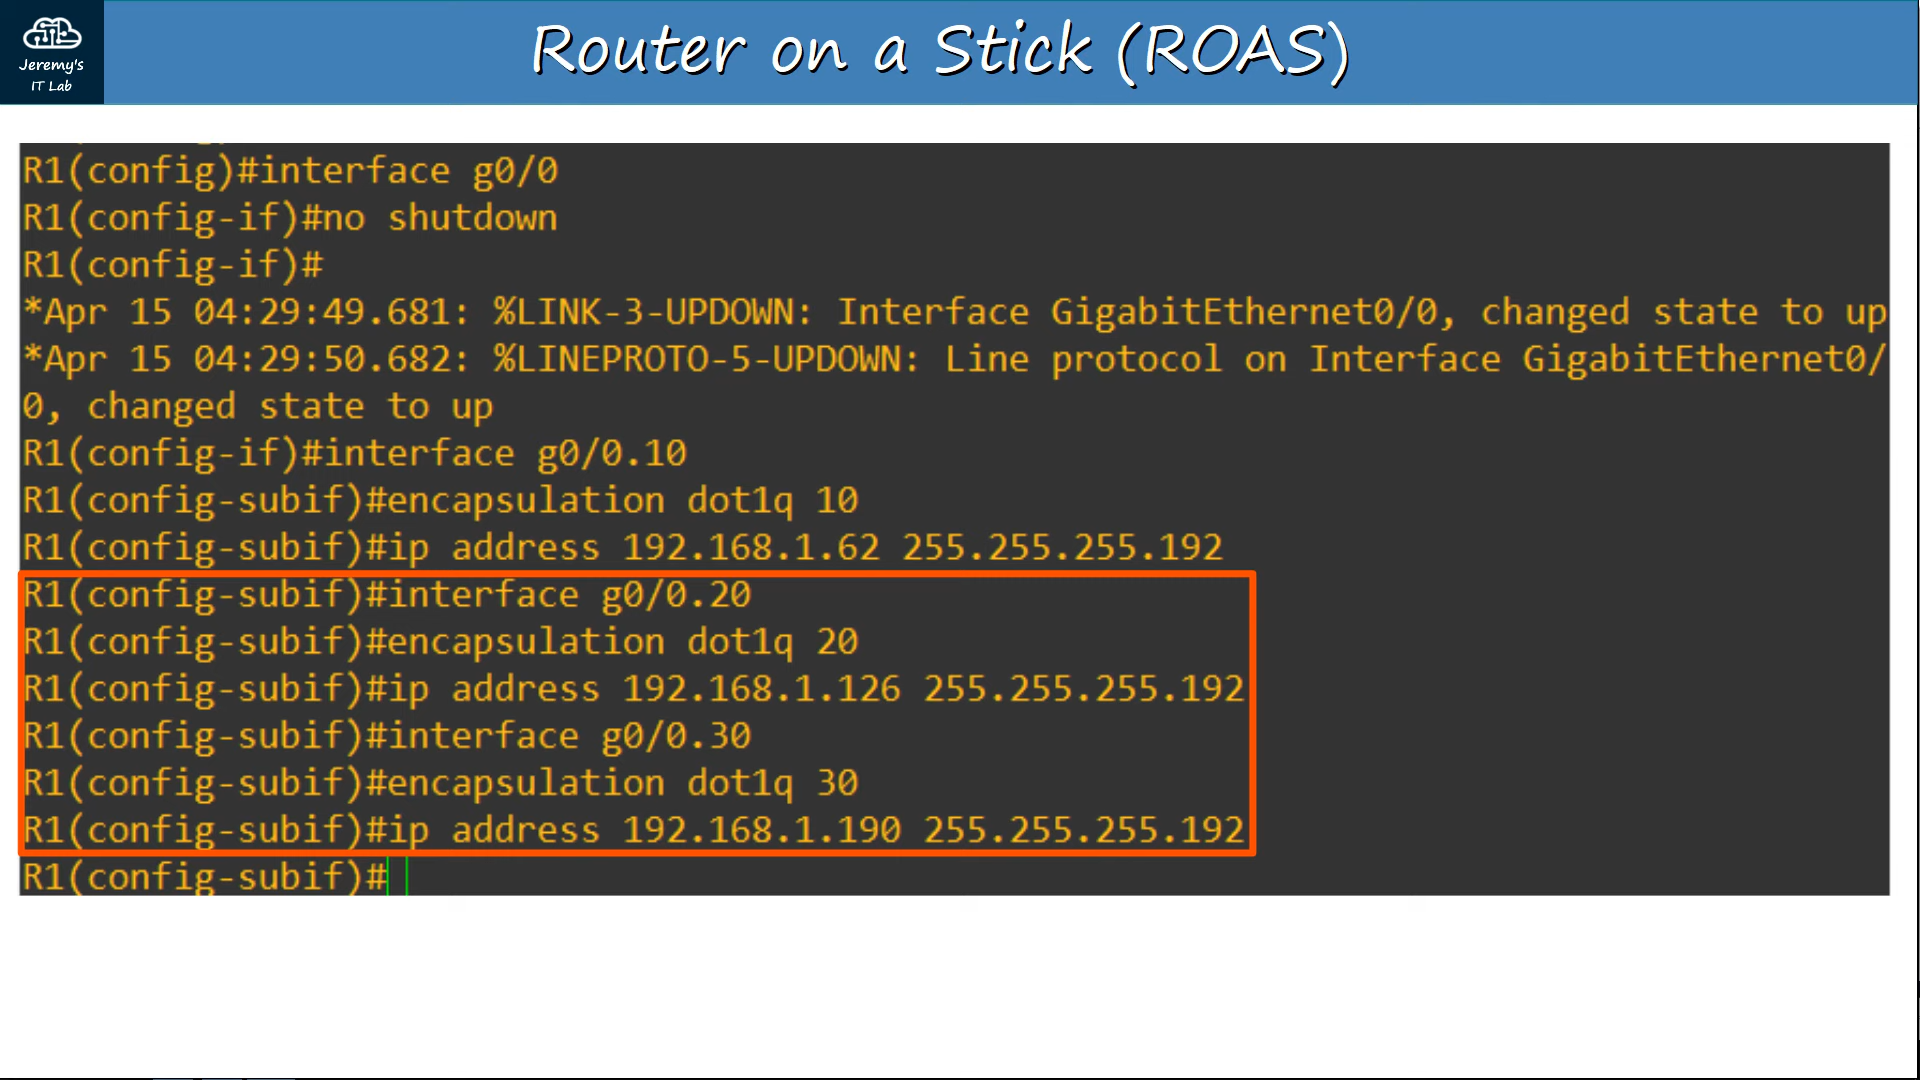 Jeremy's
IT Lab
Router on a Stick (ROAS)
R1(config)#interface g0/0
R1(config-if)#no shutdown
R1(config-if)#
*Apr 15 04:29:49.681: %LINK-3-UPDOWN: Interface GigabitEthernet0/0, changed state to up
*Apr 15 04:29:50.682: %LINEPROTO-5-UPDOWN: Line protocol on Interface GigabitEthernet0/
0, changed state to up
R1(config-if)#interface g0/0.10
R1(config-subif)#encapsulation dot1q 10
R1(config-subif)#ip address 192.168.1.62 255.255.255.192
R1(config-subif)#interface g0/0.20
R1(config-subif)#encapsulation dot1q 20
R1(config-subif)#ip address 192.168.1.126 255.255.255.192
R1(config-subif)#interface g0/0.30
R1(config-subif)#encapsulation dot1q 30
R1(config-subif)#ip address 192.168.1.190 255.255.255.192
R1(config-subif)#